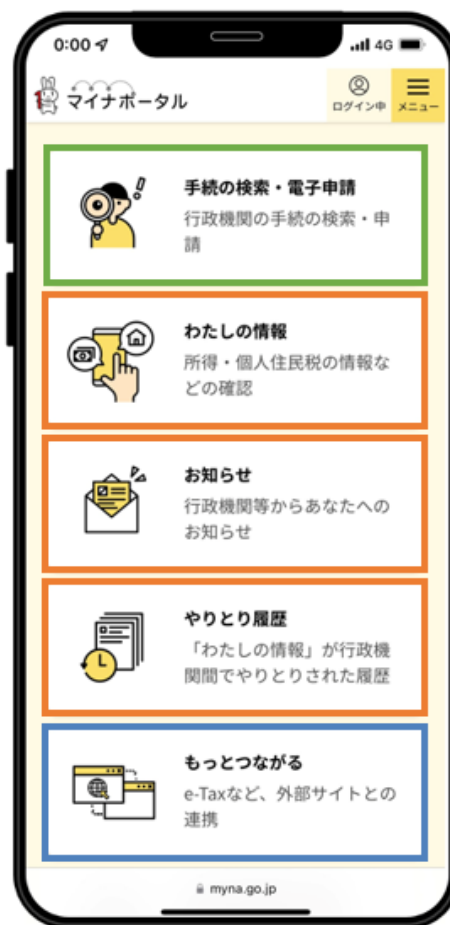 0:00 4G
マイナポータル
ログイン中 メニュー
手続の検索・電子申請
行政機関の手続の検索・申
請
わたしの情報
所得・個人住民税の情報な
どの確認
お知らせ
行政機関等からあなたへの
お知らせ
やりとり履歴
「わたしの情報」が行政機
関間でやりとりされた履歴
もっとつながる
e-Taxなど、外部サイトとの
連携
myna.go.jp